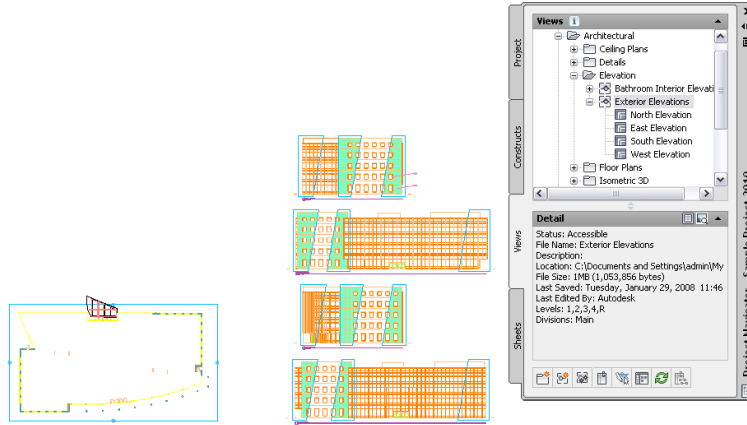 Views
Architectural
Ceiling Plans
Details
Elevation
Bathroom Interior Elevati
Exterior Elevations
North Elevation
East Elevation
South Elevation
West Elevation
Floor Plans
Isometric 3D
Detail
Status: Accessible
File Name: Exterior Elevations
Description:
Location: C:\Documents and Settings\admin\My
File Size: 1MB (1,053,856 bytes)
Last Saved: Tuesday, January 29, 2008 11:46
Last Edited By: Autodesk
Levels: 1,2,3,4,R
Divisions: Main
Project
Constructs
Views
Sheets